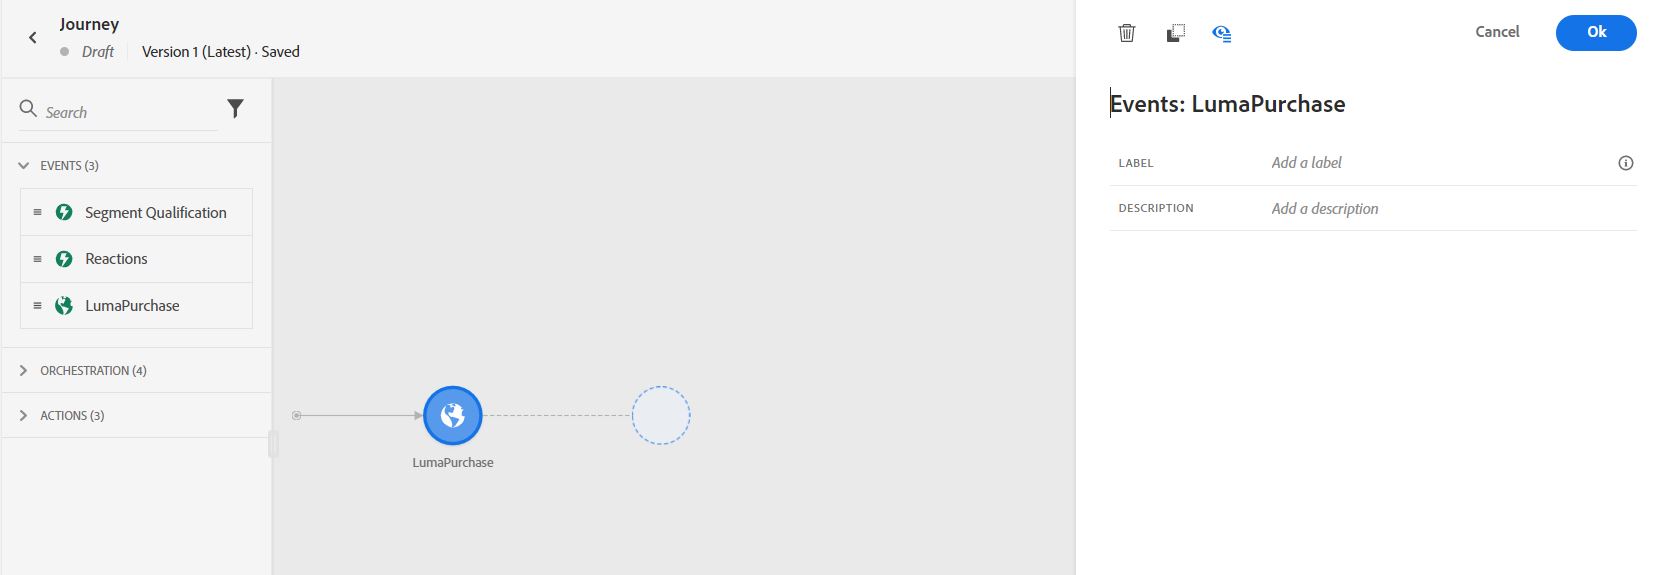 Journey
Draft
Version 1 (Latest) · Saved
Search
EVENTS (3)
Segment Qualification
Reactions
LumaPurchase
ORCHESTRATION (4)
ACTIONS (3)
LumaPurchase
Cancel
Ok
Events: LumaPurchase
LABEL
Add a label
DESCRIPTION
Add a description